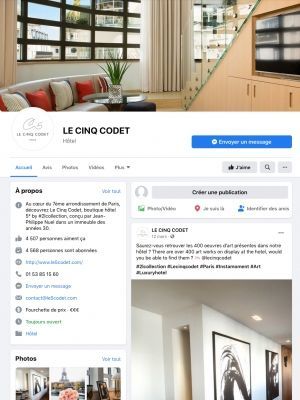 LE CINQ CODET
LE CINQ CODET
Hôtel
Envoyer un message
Accueil Avis Photos Vidéos Plus
J'aime
À propos Voir tout
Au cœur du 7ème arrondissement de Paris,
découvrez Le Cinq Codet, boutique hôtel
5* by #2Lcollection, conçu par Jean-
Philippe Nuel dans un immeuble des
années 30.
4 507 personnes aiment ça
4 568 personnes sont abonnées
http://www.le5codet.com/
01 53 85 15 60
Envoyer un message
contact@le5codet.com
Fourchette de prix · €€€
Toujours ouvert
Hôtel
Photos Voir tout
Créer une publication
Photo/Vidéo Je suis là Identifier des amis
LE CINQ CODET
12 mars
Saurez-vous retrouver les 400 oeuvres d'art présentes dans notre
hôtel ? There are over 400 art works on display at the hotel, would
you be able to find them ? @lecinqcodet
#2lscollection #Lecinqcodet #Paris #Instamoment #Art
#Luxuryhotel